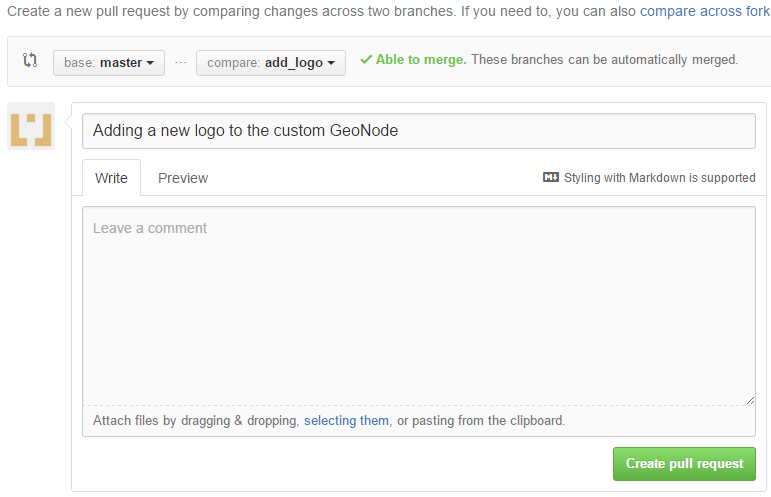 Create a new pull request by comparing changes across two branches. If you need to, you can also compare across fork
base: master ... compare: add_logo Able to merge. These branches can be automatically merged.
Adding a new logo to the custom GeoNode
Write Preview Styling with Markdown is supported
Leave a comment
Attach files by dragging & dropping, selecting them, or pasting from the clipboard.
Create pull request